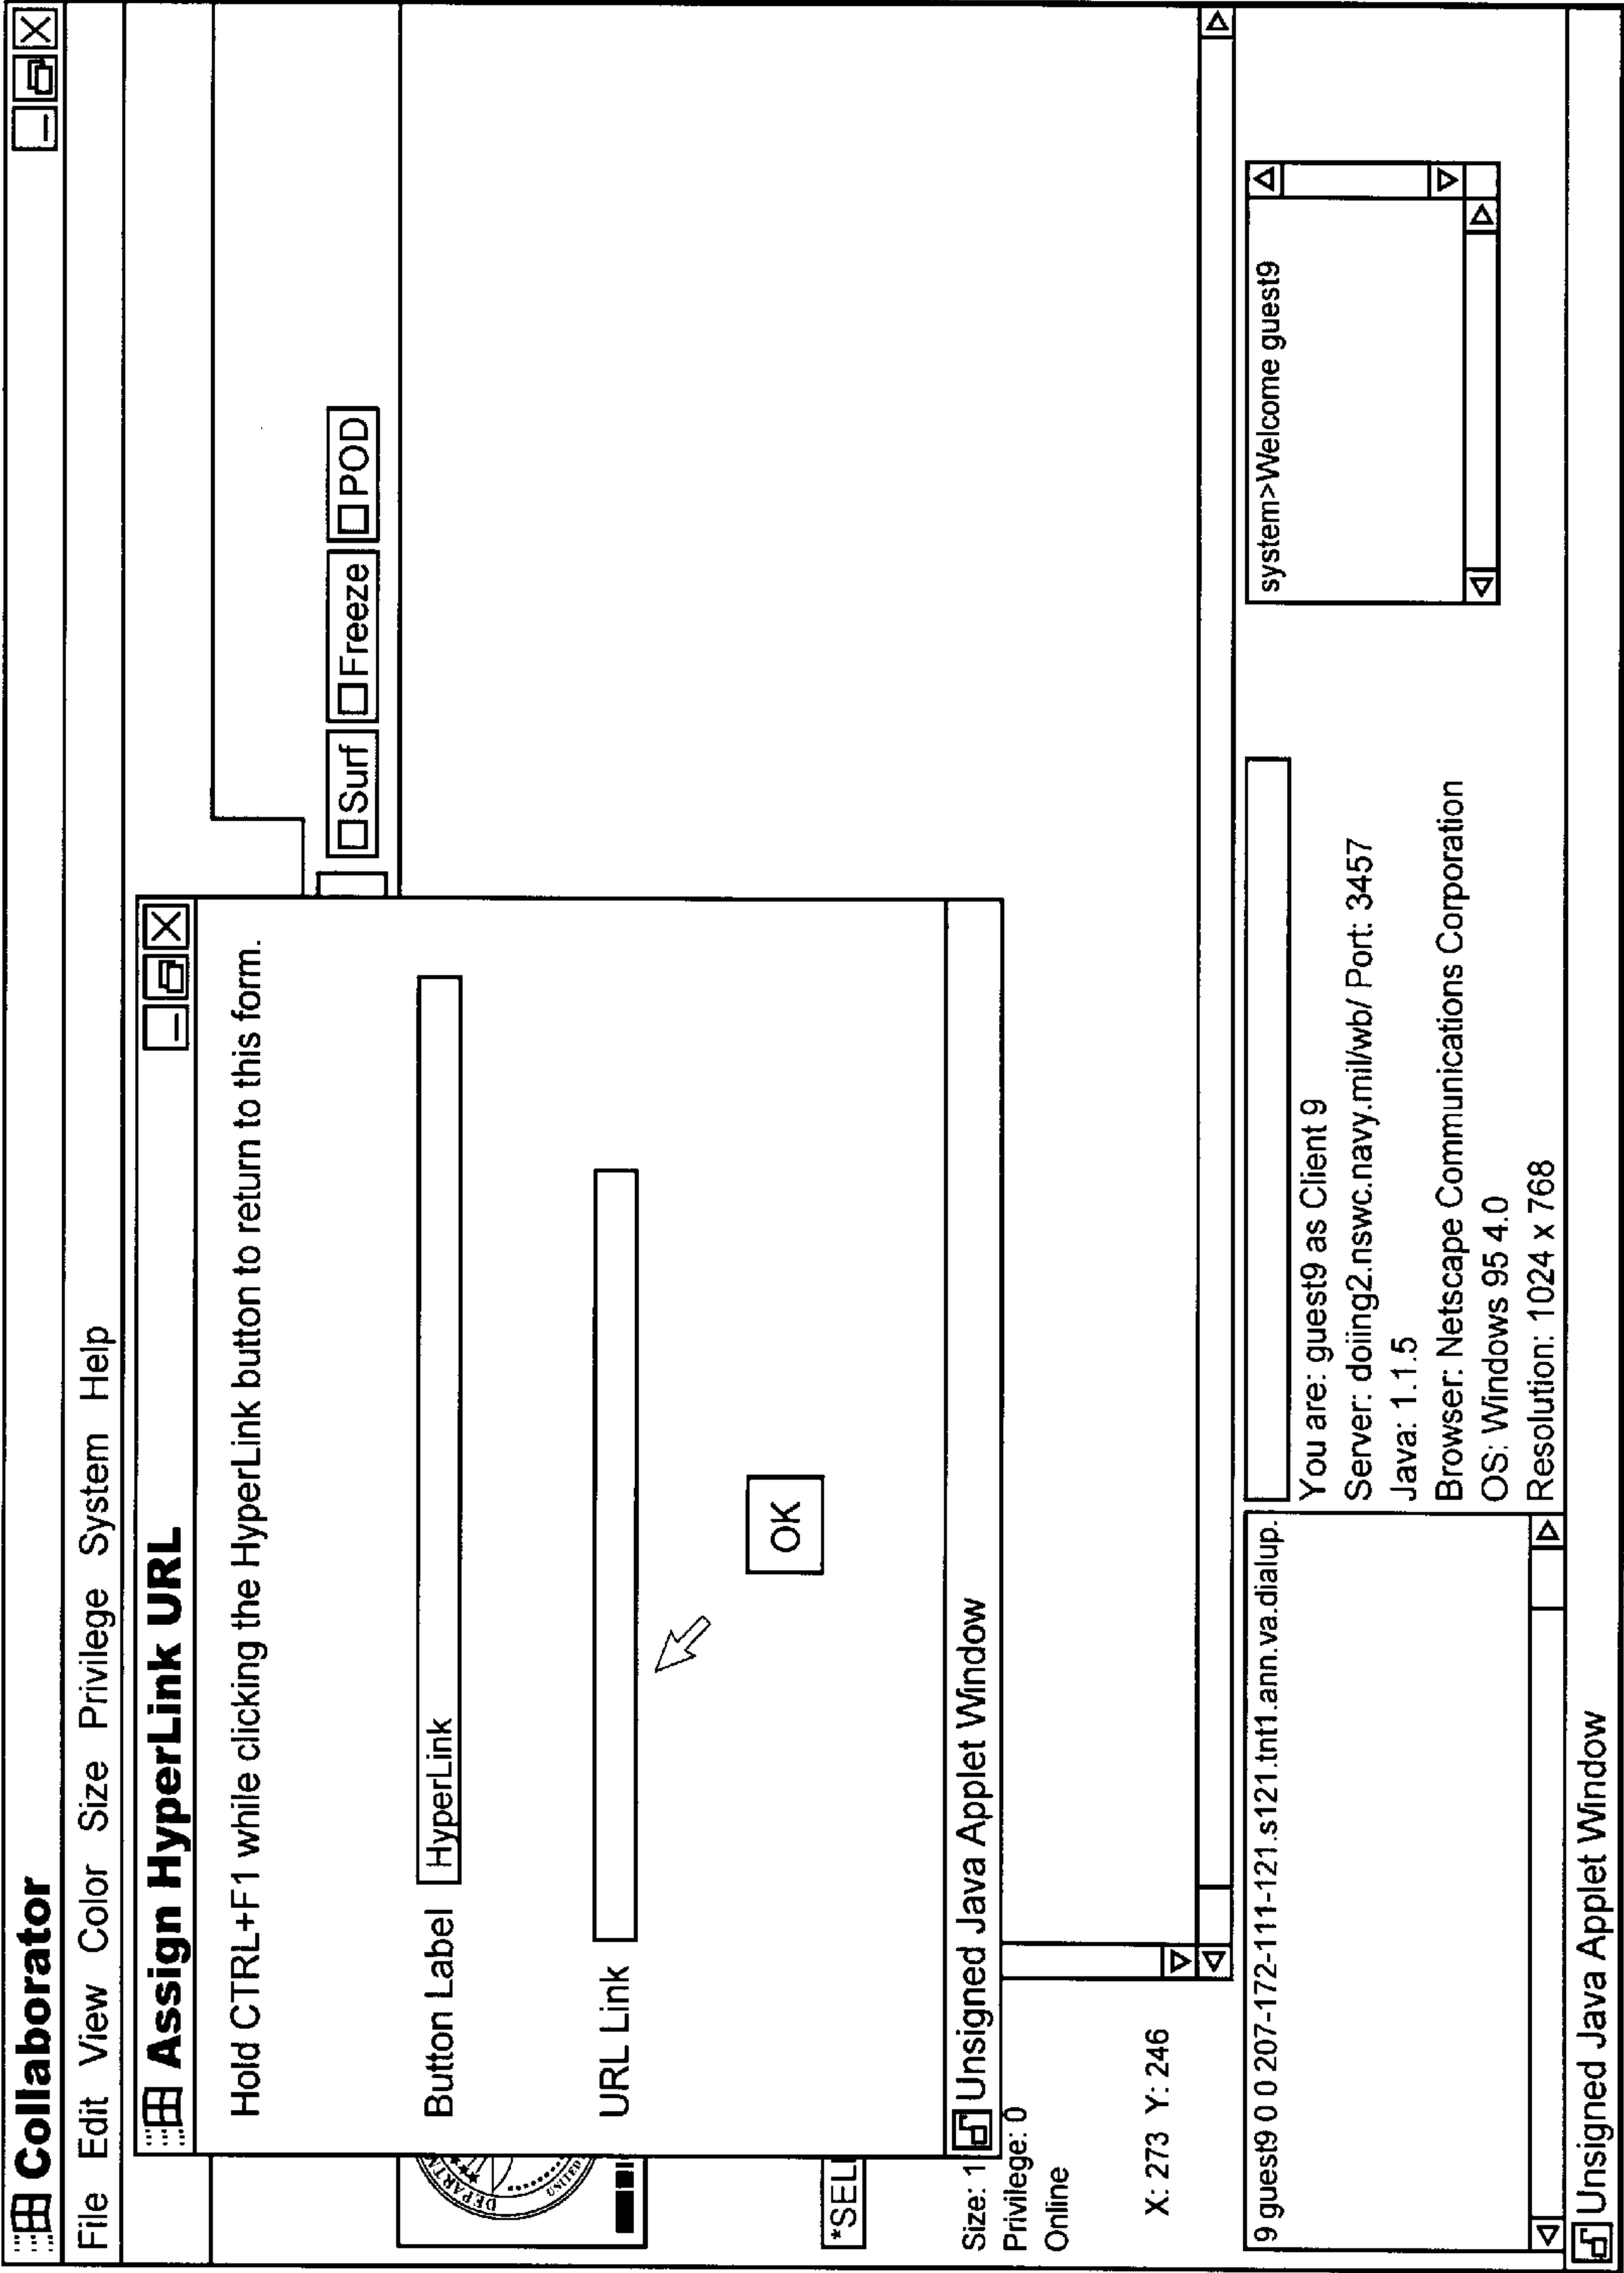 Collaborator
File Edit View Color Size Privilege System Help
Assign HyperLink URL
Hold CTRL+F1 while clicking the HyperLink button to return to this form.
Button Label HyperLink
URL Link
OK
Unsigned Java Applet Window
Surf Freeze POD
DEPARTM
UNITED
*SEL
Size: 1
Privilege: 0
Online
X: 273 Y: 246
9 guest9 0 0 207-172-111-121.s121.tnt1.ann.va.dialup.
You are: guest9 as Client 9
Server: doiing2.nswc.navy.mil/wb/ Port: 3457
Java: 1.1.5
Browser: Netscape Communications Corporation
OS: Windows 95 4.0
Resolution: 1024 x 768
system>Welcome guest9
Unsigned Java Applet Window